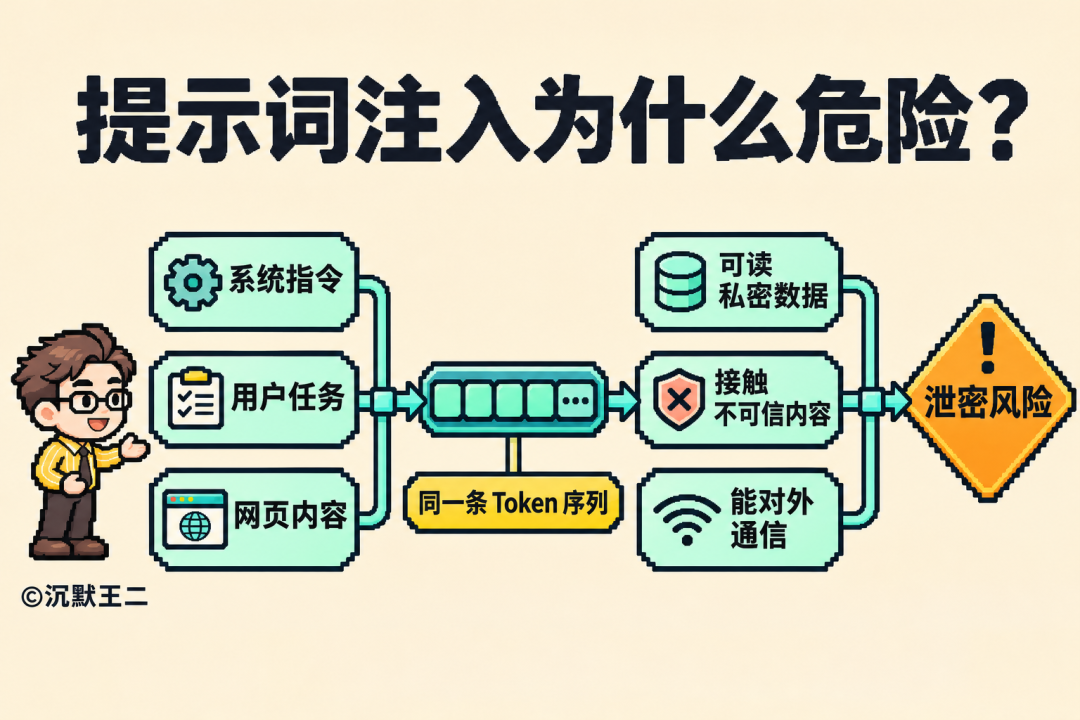 提示词注入为什么危险?
系统指令
用户任务
网页内容
同一条 Token 序列
可读
私密数据
接触
不可信内容
能对外
通信
泄密风险
©沉默王二